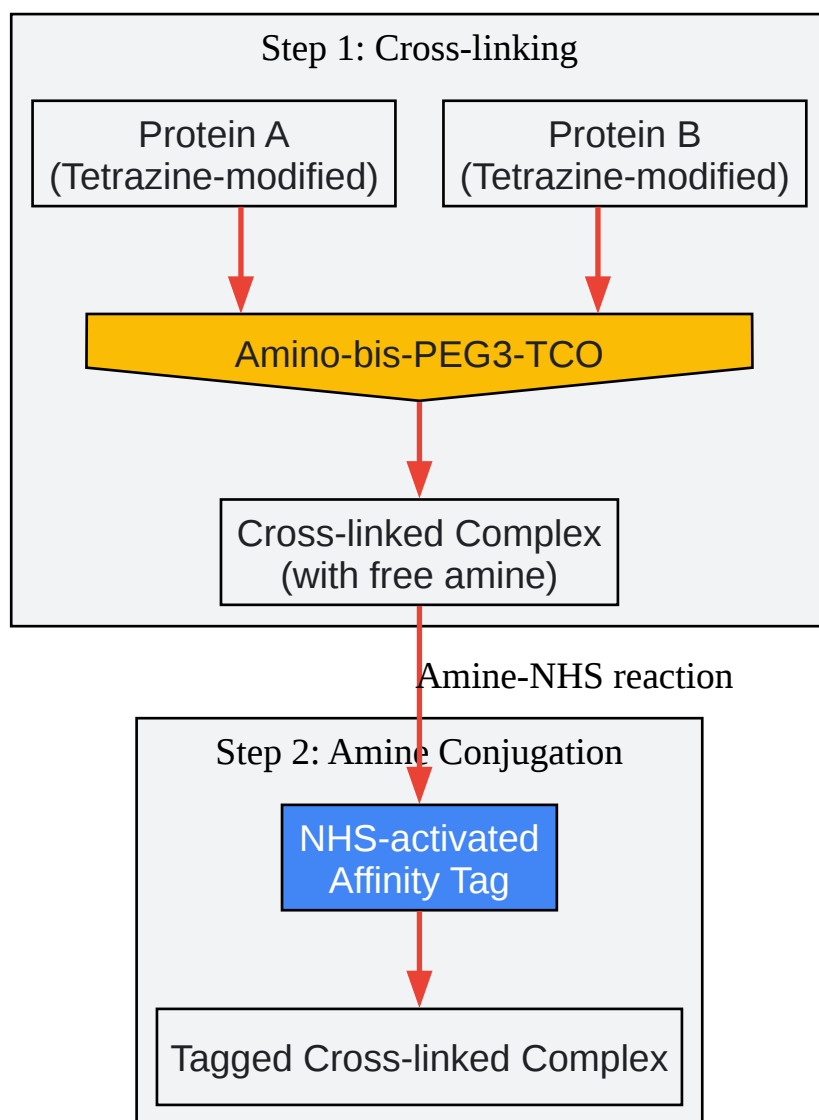 Step 1: Cross-linking
Protein A
(Tetrazine-modified)
Protein B
(Tetrazine-modified)
Amino-bis-PEG3-TCO
Cross-linked Complex
(with free amine)
Amine-NHS reaction
Step 2: Amine Conjugation
NHS-activated
Affinity Tag
Tagged Cross-linked Complex